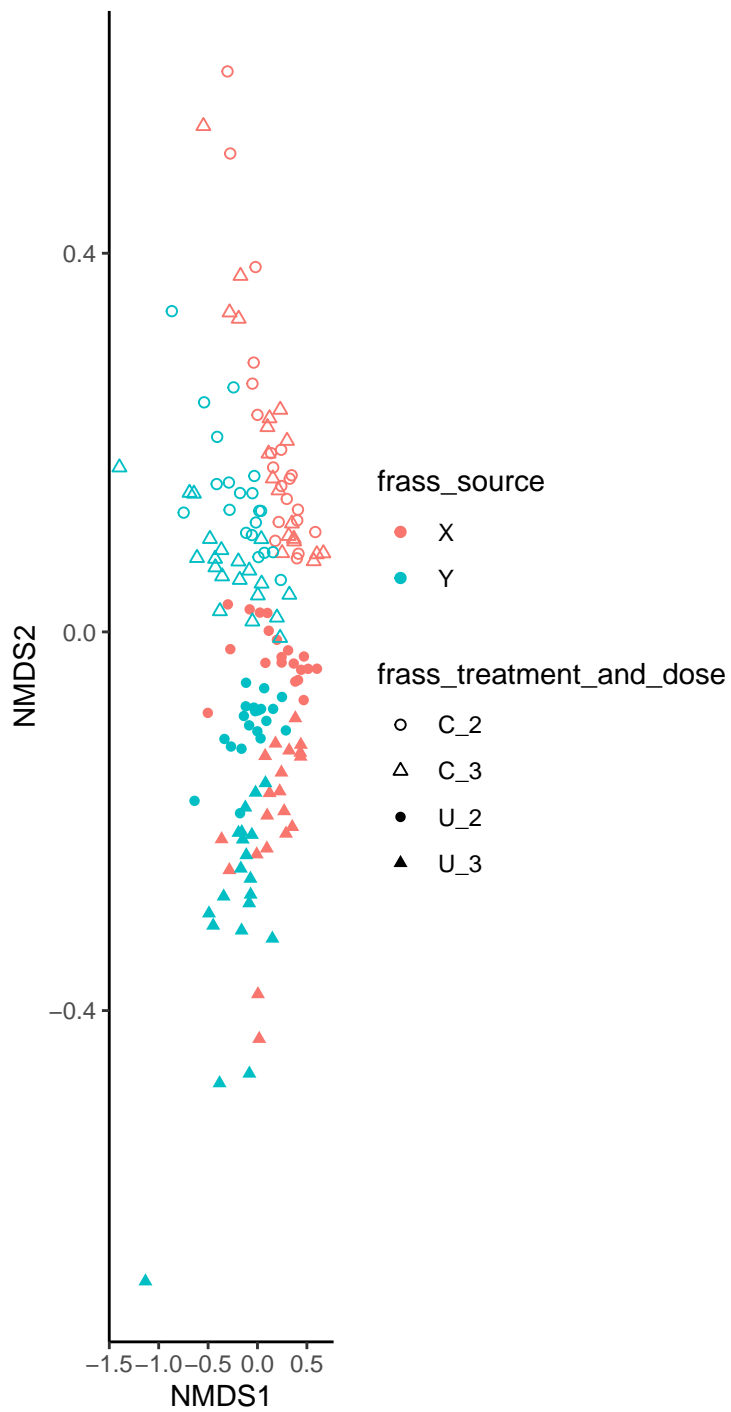 0.4
0.0
−0.4
NMDS2
−1.5 −1.0 −0.5 0.0 0.5
NMDS1
frass_source
X
Y
frass_treatment_and_dose
C_2
C_3
U_2
U_3